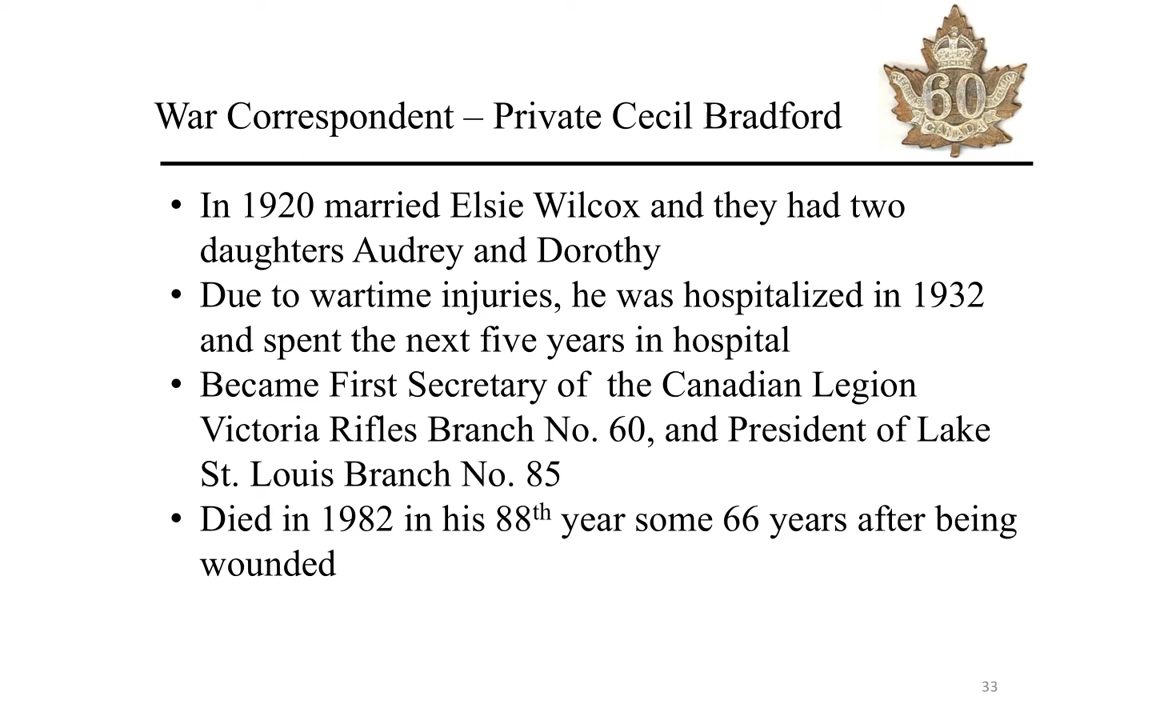 War Correspondent – Private Cecil Bradford
60
CANADA
• In 1920 married Elsie Wilcox and they had two
daughters Audrey and Dorothy
• Due to wartime injuries, he was hospitalized in 1932
and spent the next five years in hospital
• Became First Secretary of  the Canadian Legion
Victoria Rifles Branch No. 60, and President of Lake
St. Louis Branch No. 85
• Died in 1982 in his 88th year some 66 years after being
wounded
33